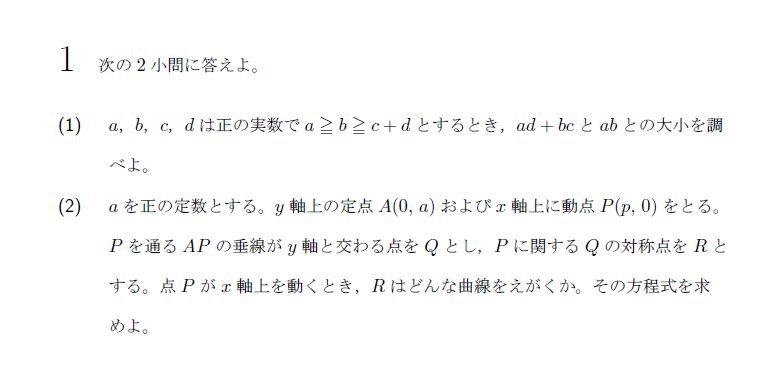 1 次の 2 小問に答えよ。
(1) a, b, c, d は正の実数で a ≧ b ≧ c + d とするとき, ad + bc と ab との大小を調
べよ。
(2) a を正の定数とする。y 軸上の定点 A(0, a) および x 軸上に動点 P(p, 0) をとる。
P を通る AP の垂線が y 軸と交わる点を Q とし, P に関する Q の対称点を R と
する。点 P が x 軸上を動くとき, R はどんな曲線をえがくか。その方程式を求
めよ。